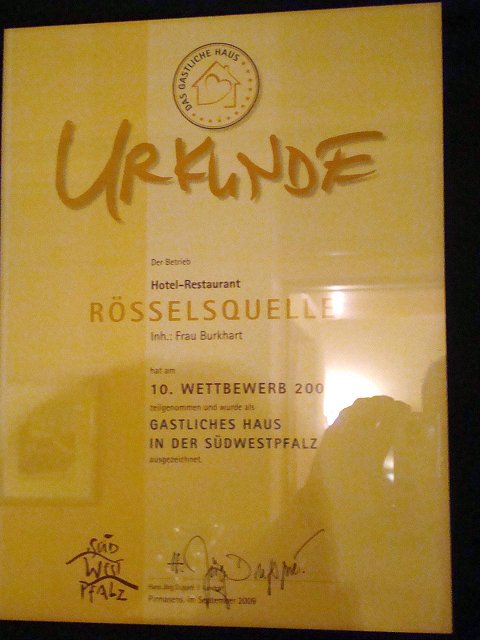 DAS GASTLICHE HAUS
URKUNDE
Der Betrieb
Hotel-Restaurant
RÖSSELSQUELLE
Inh.: Frau Burkhart
hat am
10. WETTBEWERB 200
teilgenommen und wurde als
GASTLICHES HAUS
IN DER SÜDWESTPFALZ
ausgezeichnet.
SÜD
WEST
PFALZ
Pirmasens, im September 2009